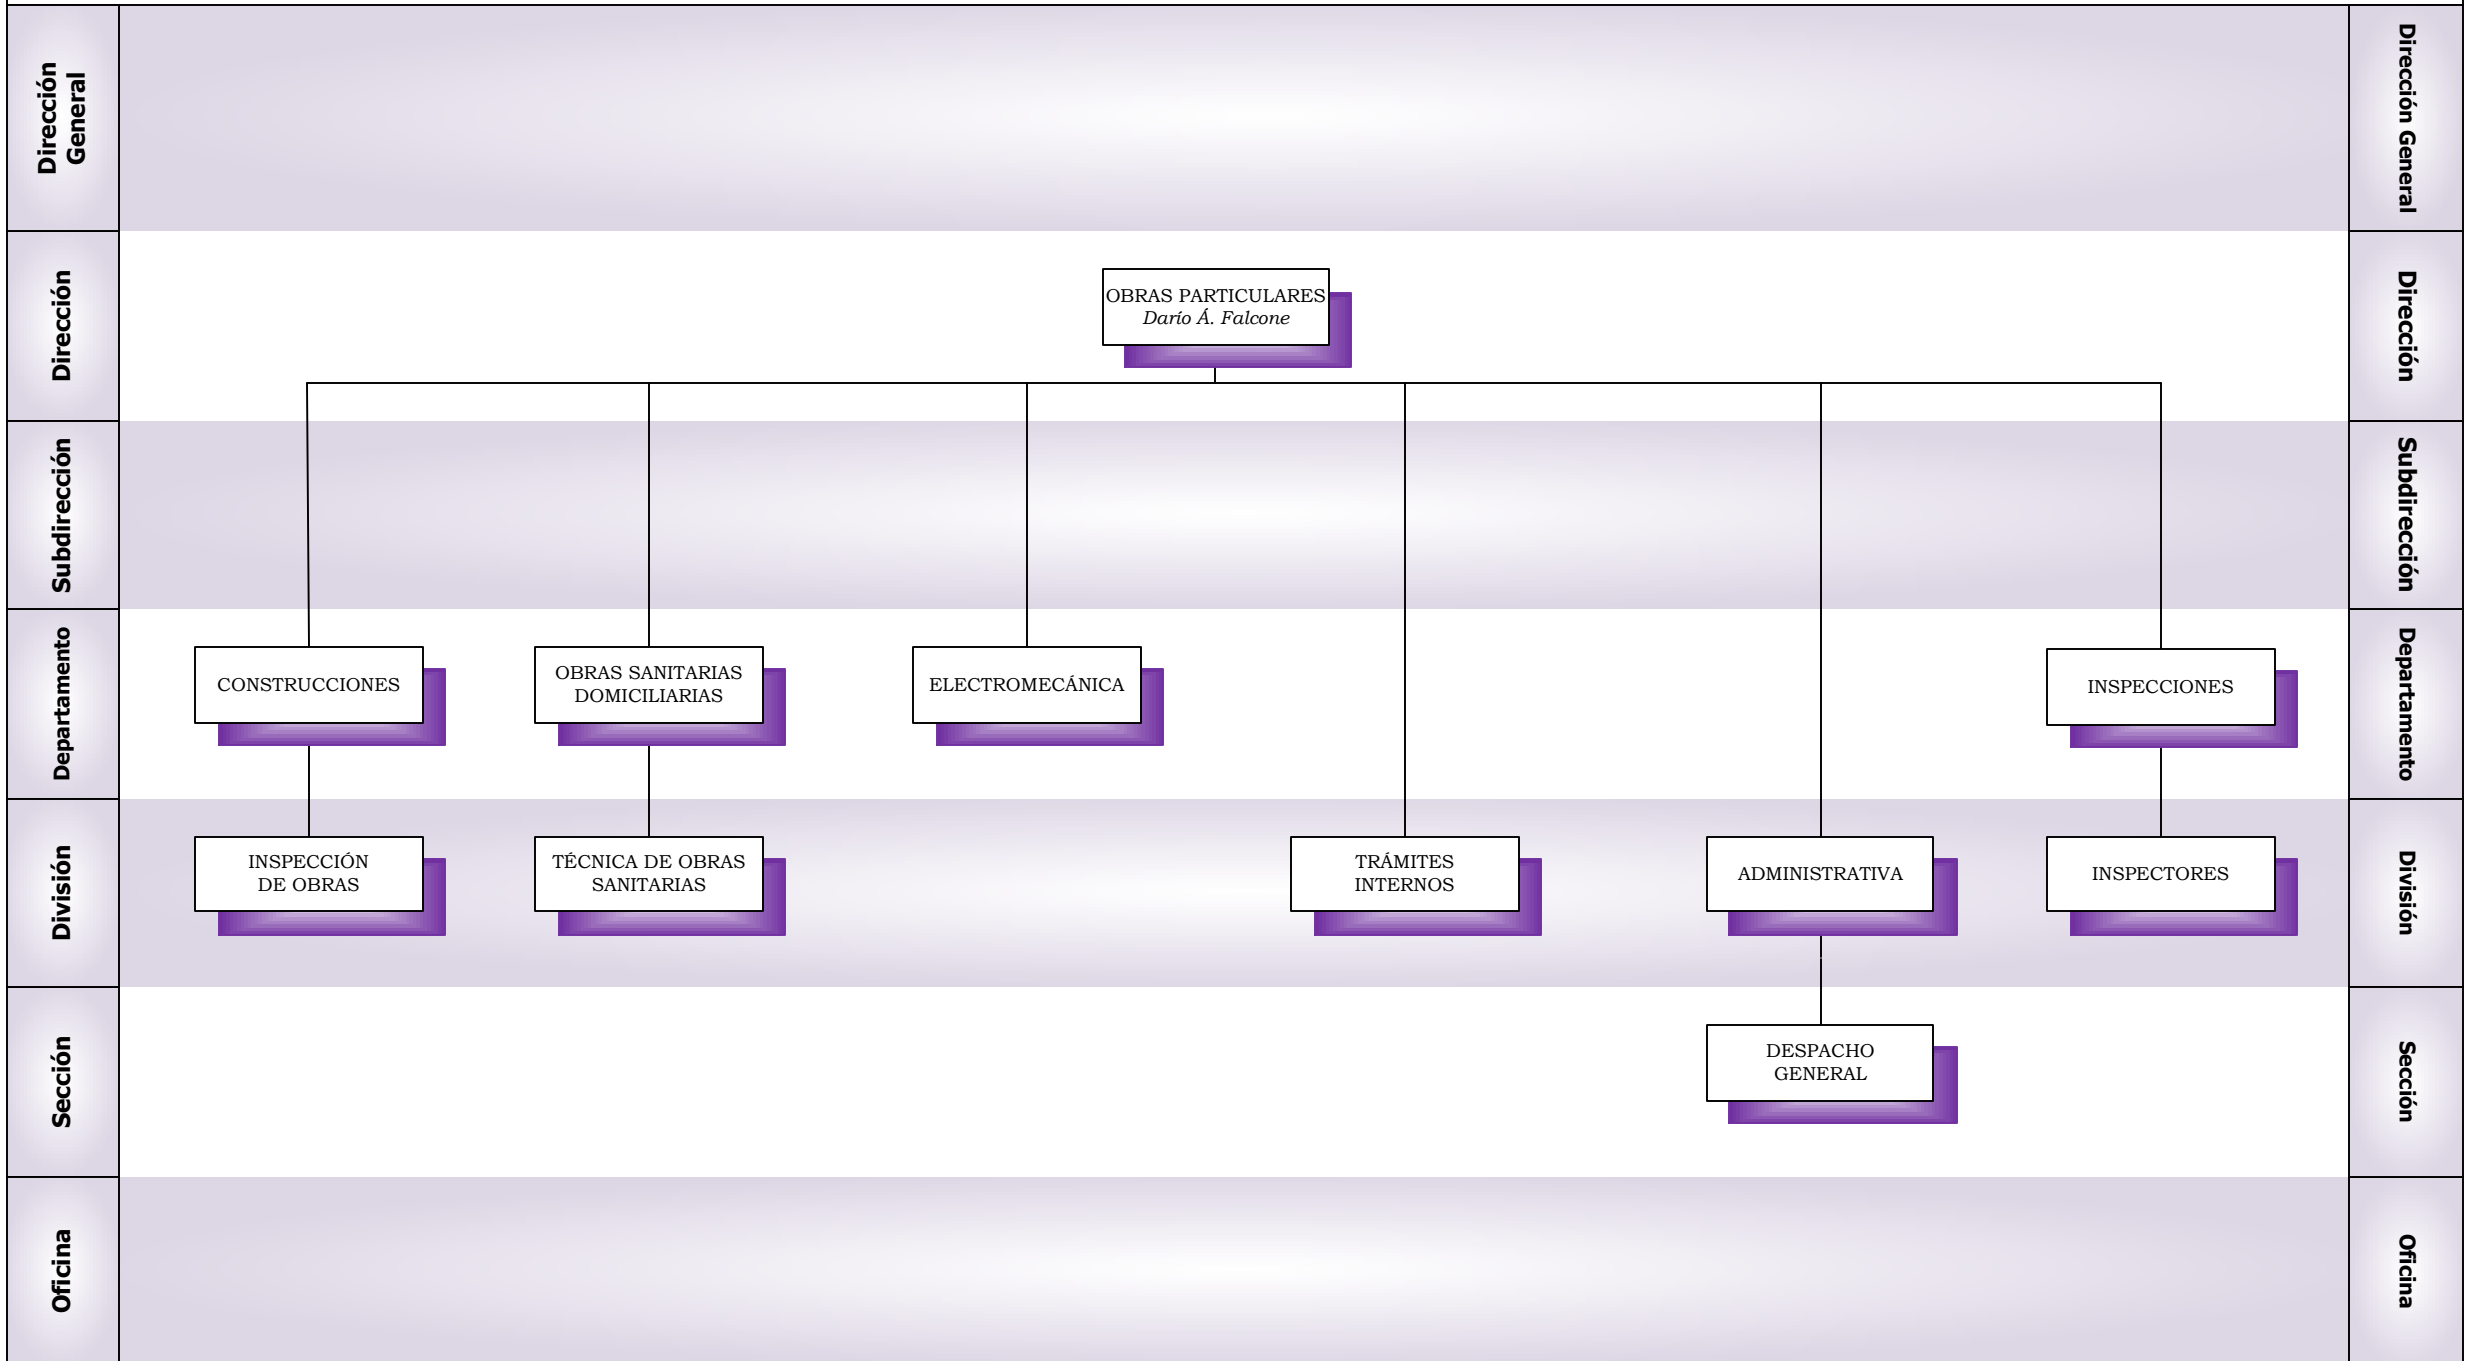 Dirección
General
Dirección General
Dirección
OBRAS PARTICULARES
Darío Á. Falcone
Dirección
Subdirección
Subdirección
Departamento
CONSTRUCCIONES
OBRAS SANITARIAS
DOMICILIARIAS
ELECTROMECÁNICA
INSPECCIONES
Departamento
División
INSPECCIÓN
DE OBRAS
TÉCNICA DE OBRAS
SANITARIAS
TRÁMITES
INTERNOS
ADMINISTRATIVA
INSPECTORES
División
Sección
DESPACHO
GENERAL
Sección
Oficina
Oficina